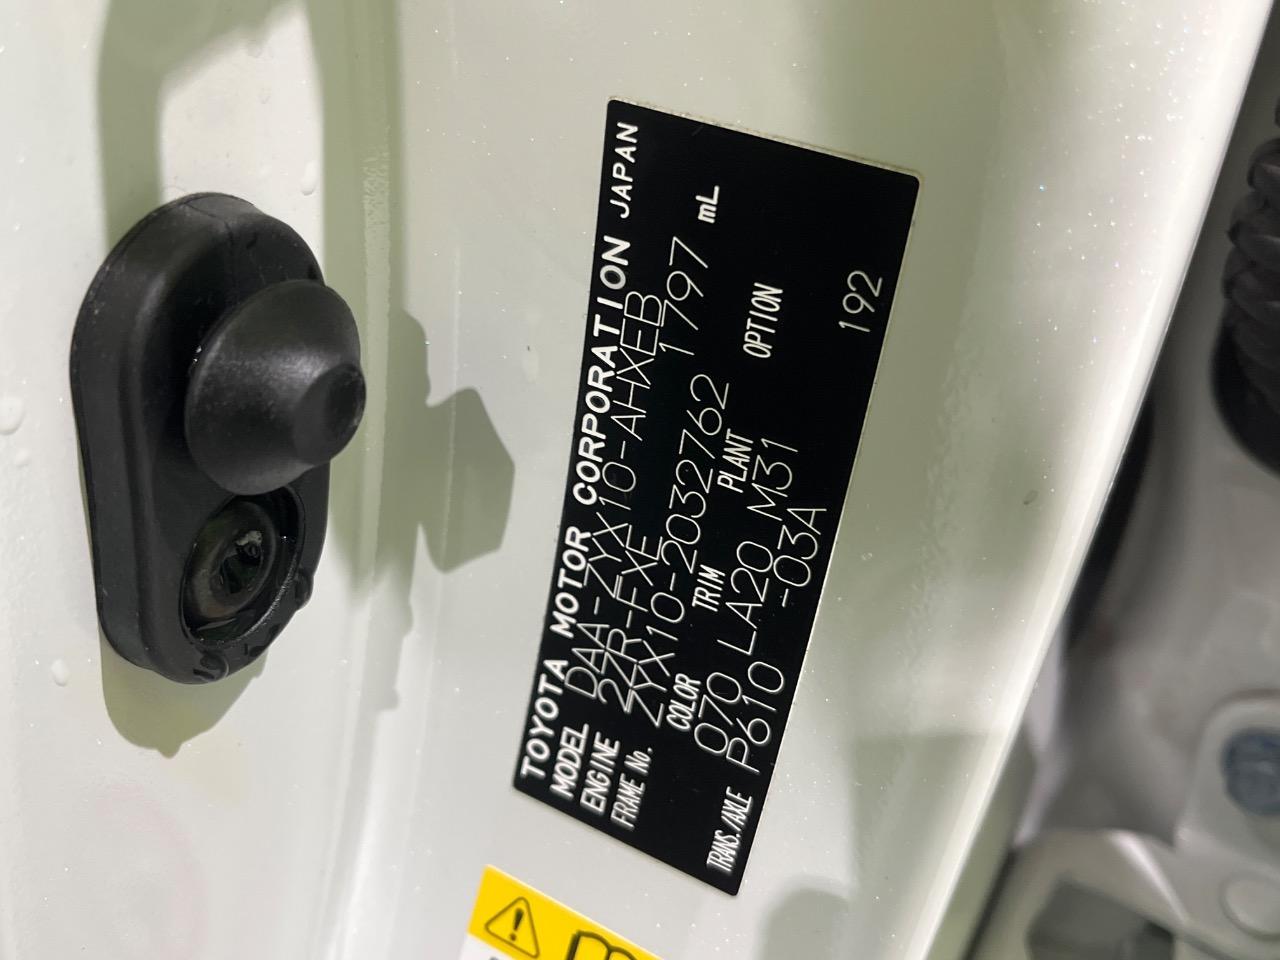 TOYOTA MOTOR CORPORATION JAPAN
MODEL DAA-ZYX10-AHXEB
ENGINE 2ZR-FXE 1797 mL
FRAME No. ZYX10-2032762
COLOR TRIM PLANT OPTION
070 LA20 M31
TRANS./AXLE P610 -03A 192